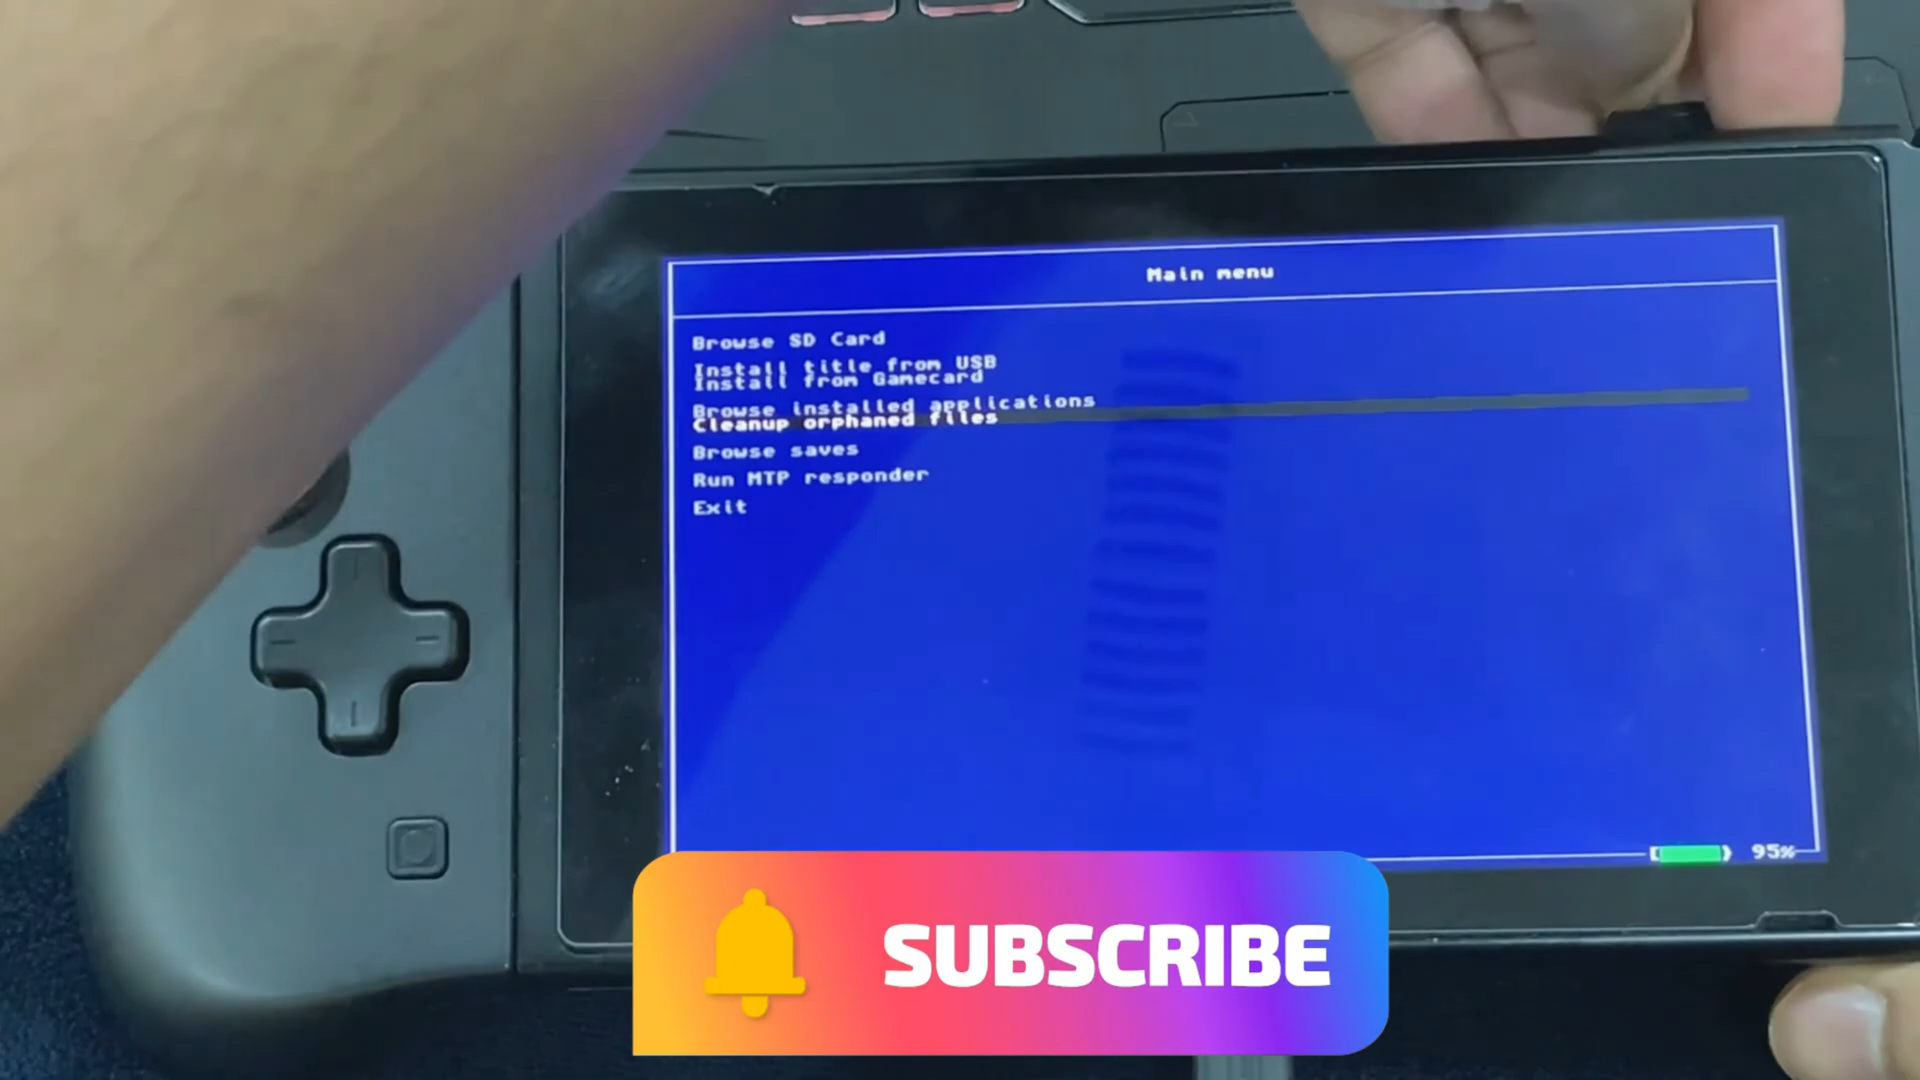 Main menu
Browse SD Card
Install title from USB
Install from Gamecard
Browse installed applications
Cleanup orphaned files
Browse saves
Run MTP responder
Exit
95%
SUBSCRIBE